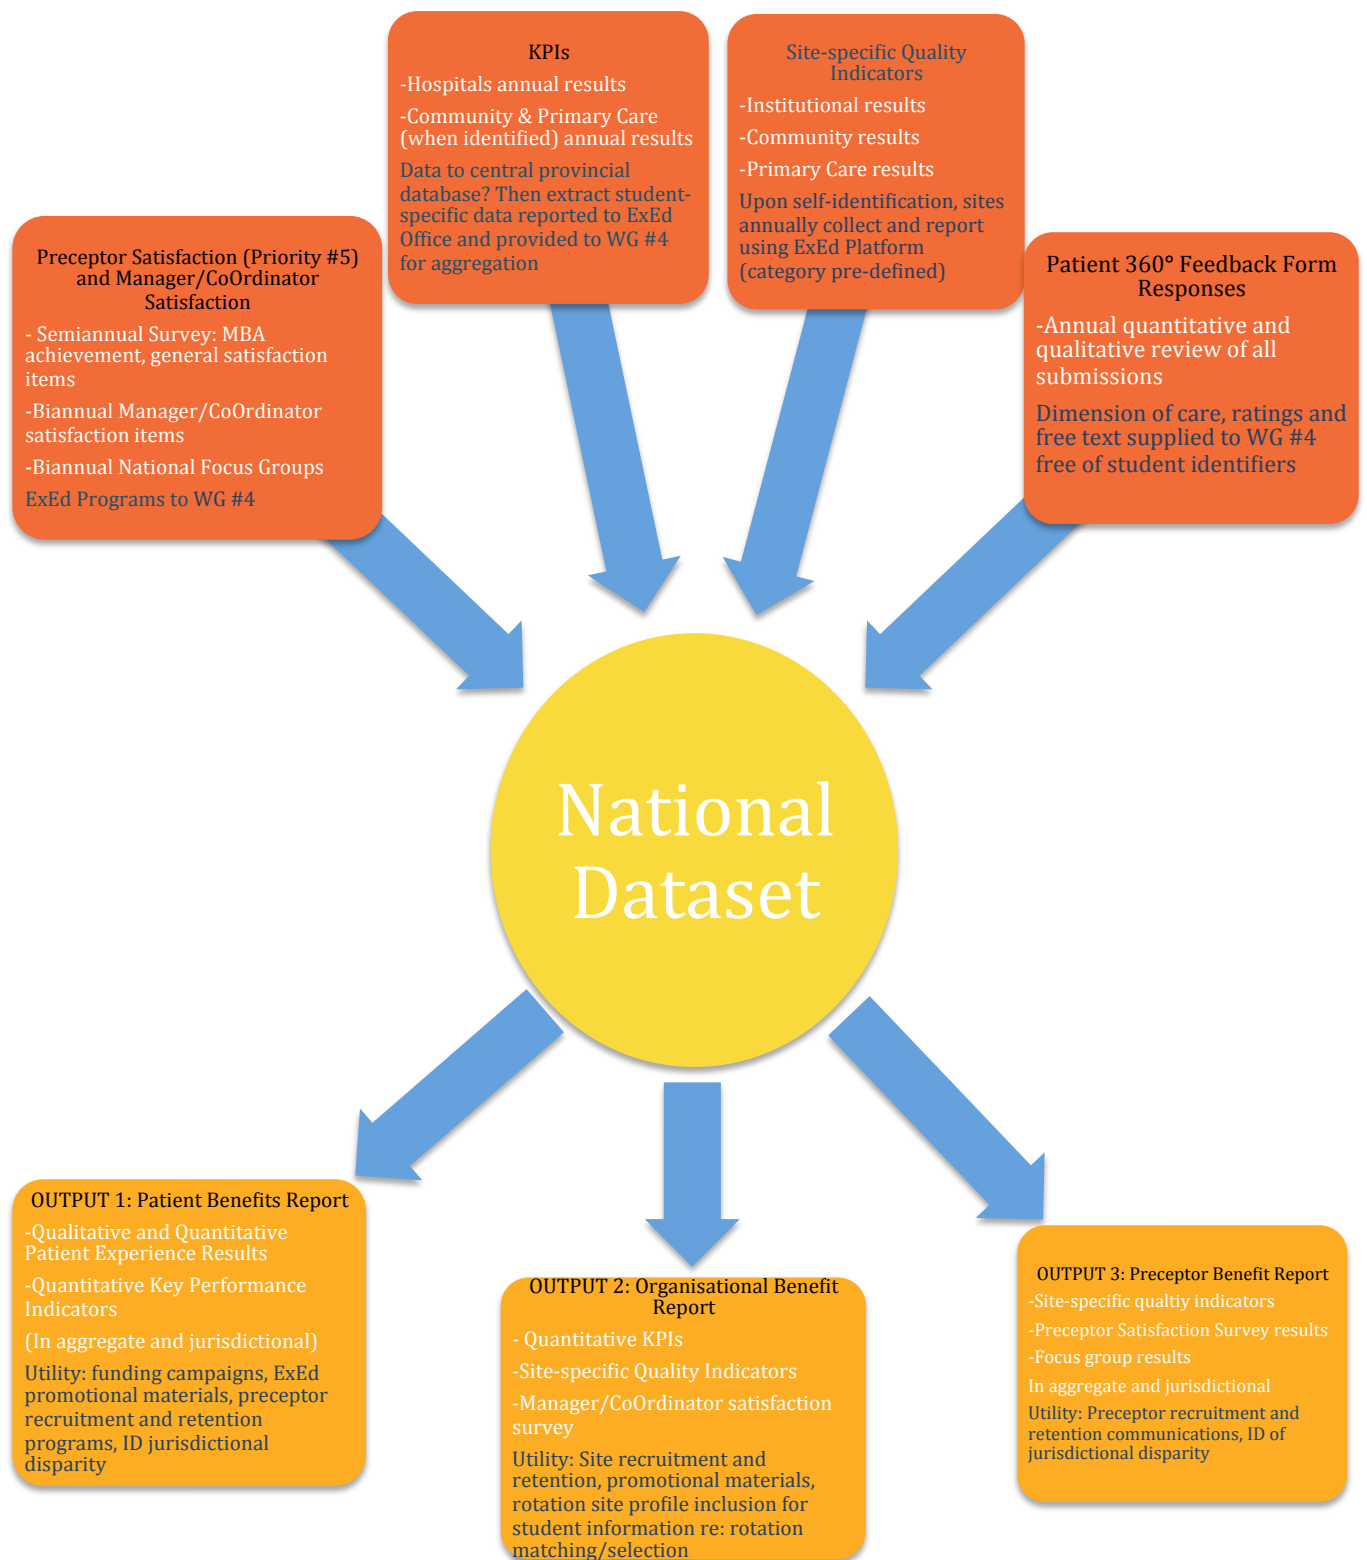 KPIs
-Hospitals annual results
-Community & Primary Care
(when identified) annual results
Data to central provincial
database? Then extract student-
specific data reported to ExEd
Office and provided to WG #4
for aggregation
Site-specific Quality
Indicators
-Institutional results
-Community results
-Primary Care results
Upon self-identification, sites
annually collect and report
using ExEd Platform
(category pre-defined)
Preceptor Satisfaction (Priority #5)
and Manager/CoOrdinator
Satisfaction
- Semiannual Survey: MBA
achievement, general satisfaction
items
-Biannual Manager/CoOrdinator
satisfaction items
-Biannual National Focus Groups
ExEd Programs to WG #4
Patient 360° Feedback Form
Responses
-Annual quantitative and
qualitative review of all
submissions
Dimension of care, ratings and
free text supplied to WG #4
free of student identifiers
National
Dataset
OUTPUT 1: Patient Benefits Report
-Qualitative and Quantitative
Patient Experience Results
-Quantitative Key Performance
Indicators
(In aggregate and jurisdictional)
Utility: funding campaigns, ExEd
promotional materials, preceptor
recruitment and retention
programs, ID jurisdictional
disparity
OUTPUT 2: Organisational Benefit
Report
- Quantitative KPIs
-Site-specific Quality Indicators
-Manager/CoOrdinator satisfaction
survey
Utility: Site recruitment and
retention, promotional materials,
rotation site profile inclusion for
student information re: rotation
matching/selection
OUTPUT 3: Preceptor Benefit Report
-Site-specific qualtiy indicators
-Preceptor Satisfaction Survey results
-Focus group results
In aggregate and jurisdictional
Utility: Preceptor recruitment and
retention communications, ID of
jurisdictional disparity